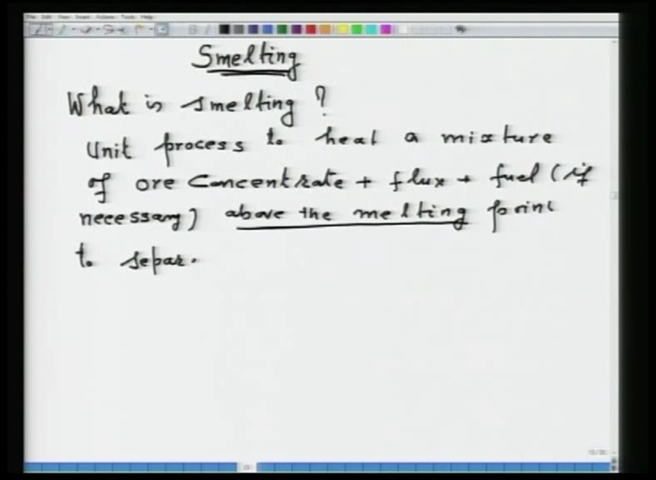 Smelting
What is smelting ?
Unit process to heat a mixture
of ore concentrate + flux + fuel (if
necessary) above the melting point
to separ.